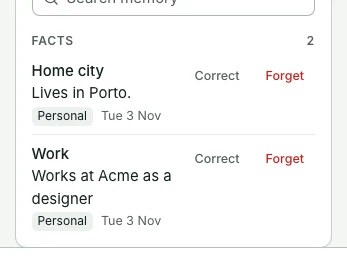 Search memory
FACTS 2
Home city Correct Forget
Lives in Porto.
Personal Tue 3 Nov
Work Correct Forget
Works at Acme as a
designer
Personal Tue 3 Nov